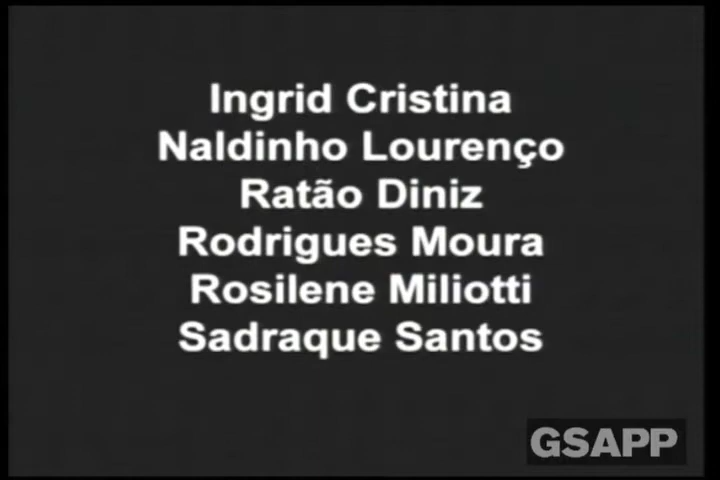 Ingrid Cristina
Naldinho Lourenço
Ratão Diniz
Rodrigues Moura
Rosilene Miliotti
Sadraque Santos
GSAPP